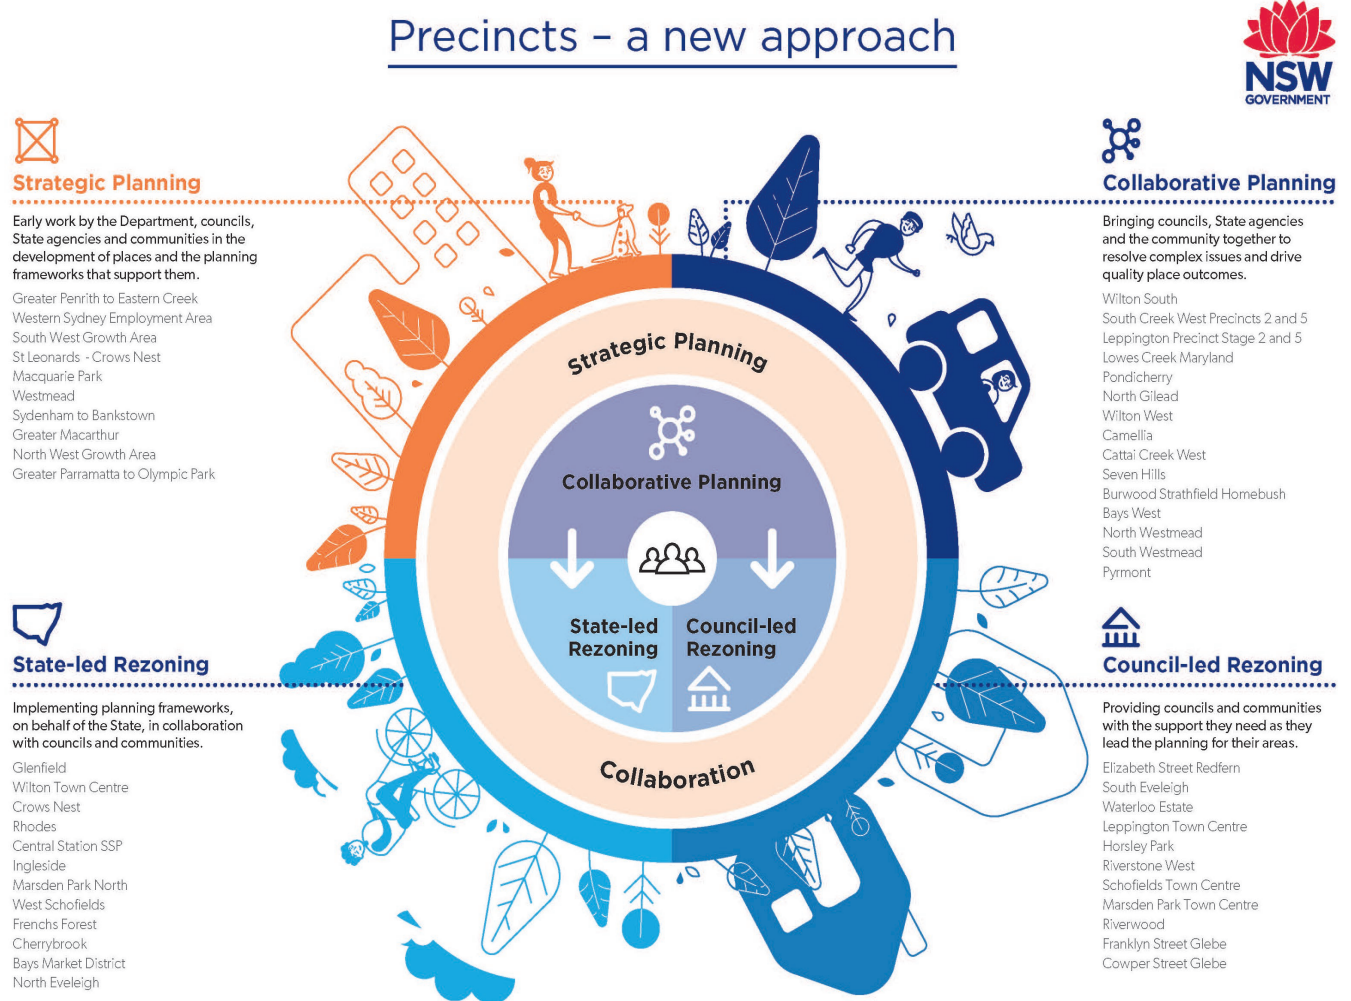 Precincts – a new approach
NSW
GOVERNMENT
Strategic Planning
Early work by the Department, councils,
State agencies and communities in the
development of places and the planning
frameworks that support them.
Greater Penrith to Eastern Creek
Western Sydney Employment Area
South West Growth Area
St Leonards - Crows Nest
Macquarie Park
Westmead
Sydenham to Bankstown
Greater Macarthur
North West Growth Area
Greater Parramatta to Olympic Park
Collaborative Planning
Bringing councils, State agencies
and the community together to
resolve complex issues and drive
quality place outcomes.
Wilton South
South Creek West Precincts 2 and 5
Leppington Precinct Stage 2 and 5
Lowes Creek Maryland
Pondicherry
North Gilead
Wilton West
Camellia
Cattai Creek West
Seven Hills
Burwood Strathfield Homebush
Bays West
North Westmead
South Westmead
Pyrmont
Strategic Planning
Collaborative Planning
State-led
Rezoning
Council-led
Rezoning
Collaboration
State-led Rezoning
Implementing planning frameworks,
on behalf of the State, in collaboration
with councils and communities.
Glenfield
Wilton Town Centre
Crows Nest
Rhodes
Central Station SSP
Ingleside
Marsden Park North
West Schofields
Frenchs Forest
Cherrybrook
Bays Market District
North Eveleigh
Council-led Rezoning
Providing councils and communities
with the support they need as they
lead the planning for their areas.
Elizabeth Street Redfern
South Eveleigh
Waterloo Estate
Leppington Town Centre
Horsley Park
Riverstone West
Schofields Town Centre
Marsden Park Town Centre
Riverwood
Franklyn Street Glebe
Cowper Street Glebe